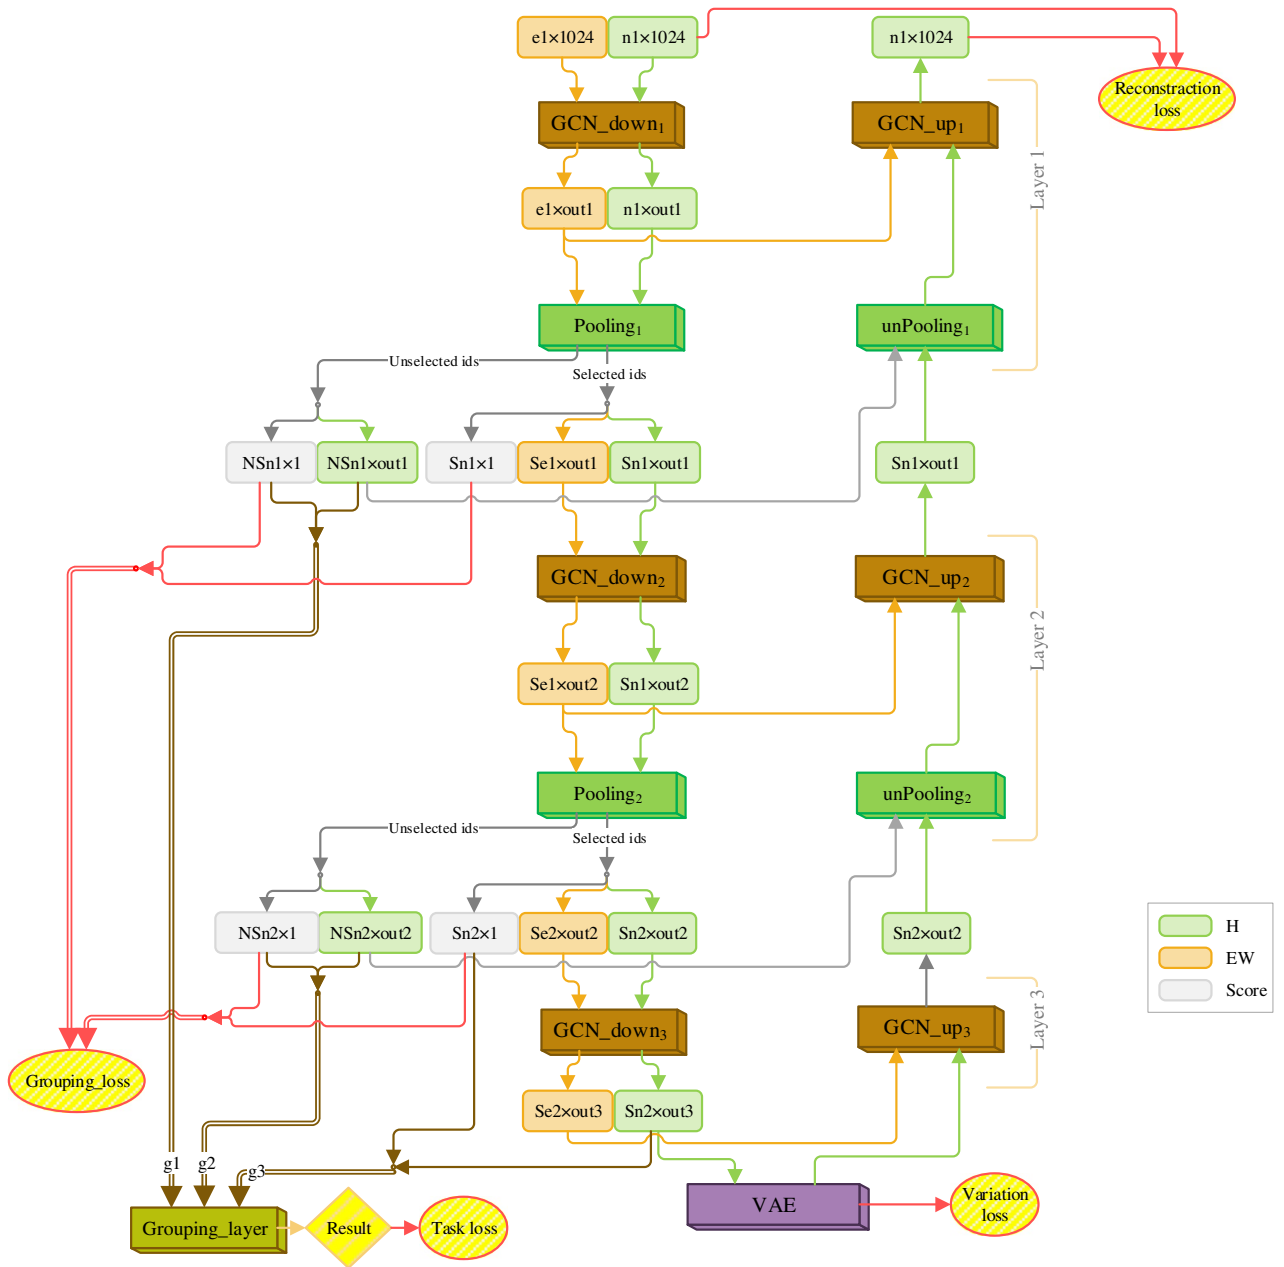 e1×1024
n1×1024
n1×1024
Reconstraction
loss
GCN_down1
GCN_up1
Layer 1
e1×out1
n1×out1
Pooling1
unPooling1
Unselected ids
Selected ids
NSn1×1
NSn1×out1
Sn1×1
Se1×out1
Sn1×out1
Sn1×out1
GCN_down2
GCN_up2
Layer 2
Se1×out2
Sn1×out2
Pooling2
unPooling2
Unselected ids
Selected ids
NSn2×1
NSn2×out2
Sn2×1
Se2×out2
Sn2×out2
Sn2×out2
H
EW
Score
GCN_down3
GCN_up3
Layer 3
Grouping_loss
Se2×out3
Sn2×out3
g1
g2
g3
VAE
Variation
loss
Grouping_layer
Result
Task loss